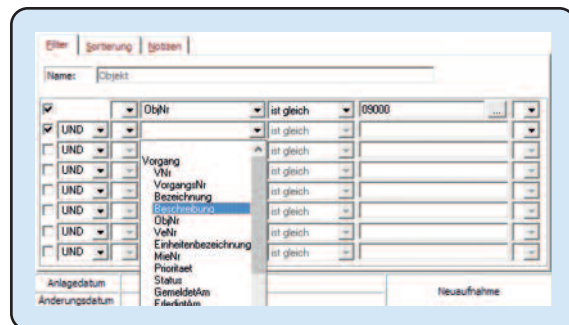 Filter Sortierung Notizen
Name: Objekt
ObjNr ist gleich 09000 ...
UND ist gleich
UND ist gleich
Vorgang
UND ist gleich
VNr
VorgangsNr
UND ist gleich
Bezeichnung
Beschreibung
UND ist gleich
ObjNr
VeNr
UND ist gleich
Einheitenbezeichnung
MieNr
UND ist gleich
Prioritaet
Status
Anlagedatum
GemeldetAm
Neuaufnahme
Änderungsdatum
ErledigtAm